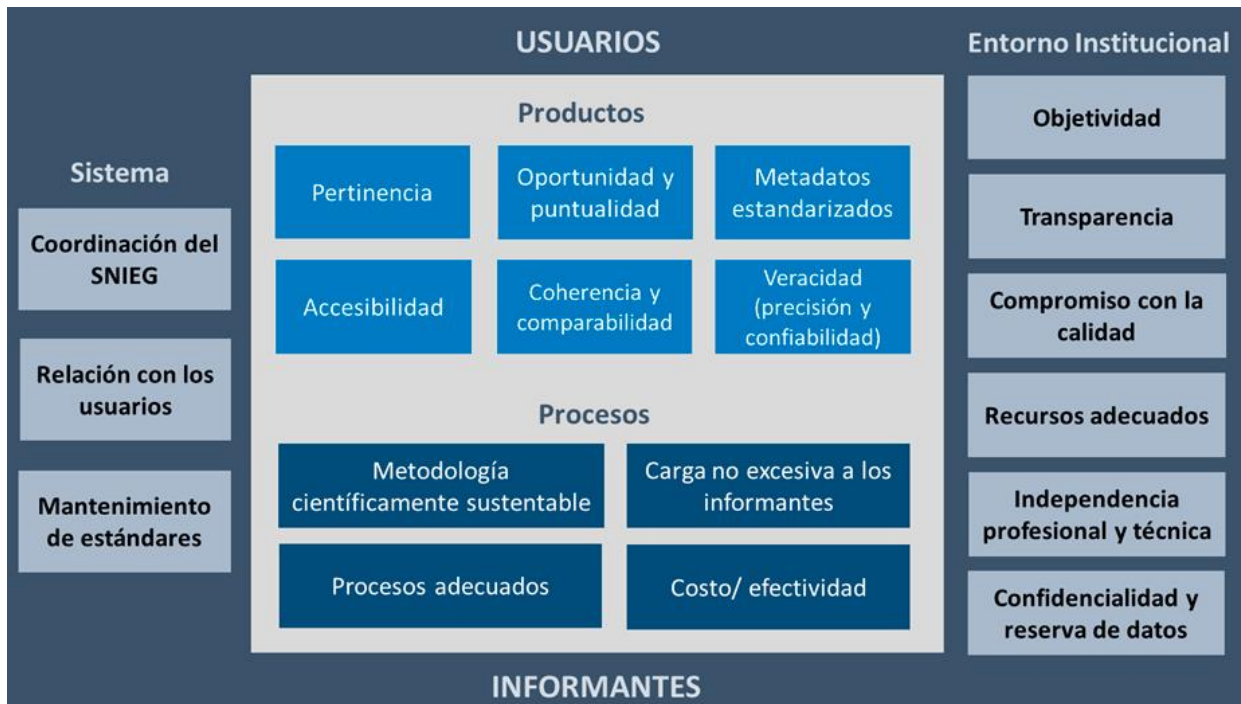 USUARIOS
Sistema
Coordinación del
SNIEG
Relación con los
usuarios
Mantenimiento
de estándares
Productos
Pertinencia
Oportunidad y
puntualidad
Metadatos
estandarizados
Accesibilidad
Coherencia y
comparabilidad
Veracidad
(precisión y
confiabilidad)
Procesos
Metodología
científicamente sustentable
Carga no excesiva a los
informantes
Procesos adecuados
Costo/ efectividad
Entorno Institucional
Objetividad
Transparencia
Compromiso con la
calidad
Recursos adecuados
Independencia
profesional y técnica
Confidencialidad y
reserva de datos
INFORMANTES